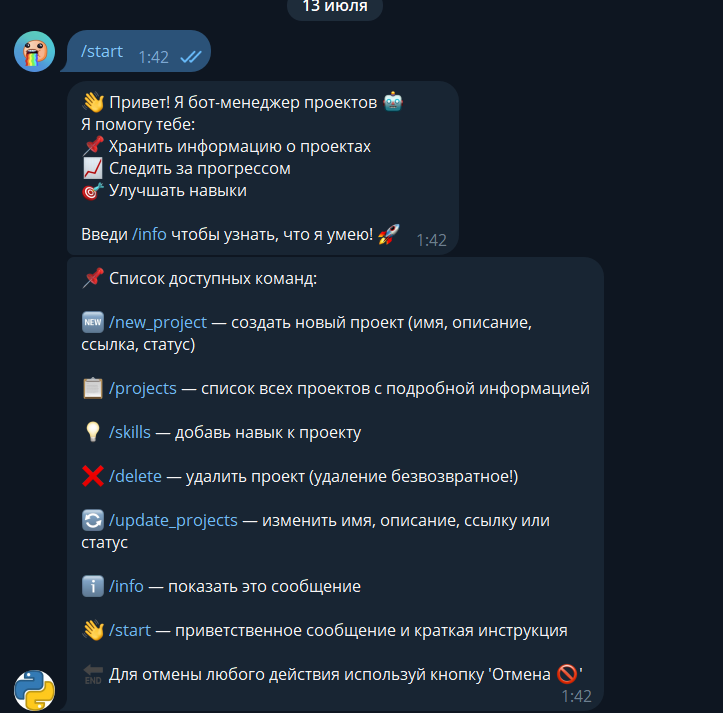 13 июля
/start 1:42
👋 Привет! Я бот-менеджер проектов 🤖
Я помогу тебе:
📌 Хранить информацию о проектах
📈 Следить за прогрессом
🎯 Улучшать навыки
Введи /info чтобы узнать, что я умею! 🚀 1:42
📌 Список доступных команд:
🆕 /new_project — создать новый проект (имя, описание,
ссылка, статус)
📋 /projects — список всех проектов с подробной информацией
💡 /skills — добавь навык к проекту
❌ /delete — удалить проект (удаление безвозвратное!)
🔄 /update_projects — изменить имя, описание, ссылку или
статус
ℹ️ /info — показать это сообщение
👋 /start — приветственное сообщение и краткая инструкция
🔚 Для отмены любого действия используй кнопку 'Отмена 🚫'
1:42